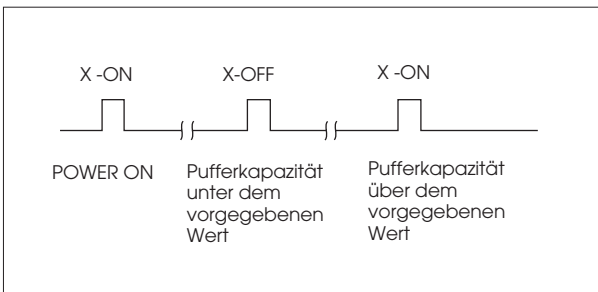 X -ON
X-OFF
X -ON
POWER ON
Pufferkapazität
unter dem
vorgegebenen
Wert
Pufferkapazität
über dem
vorgegebenen
Wert